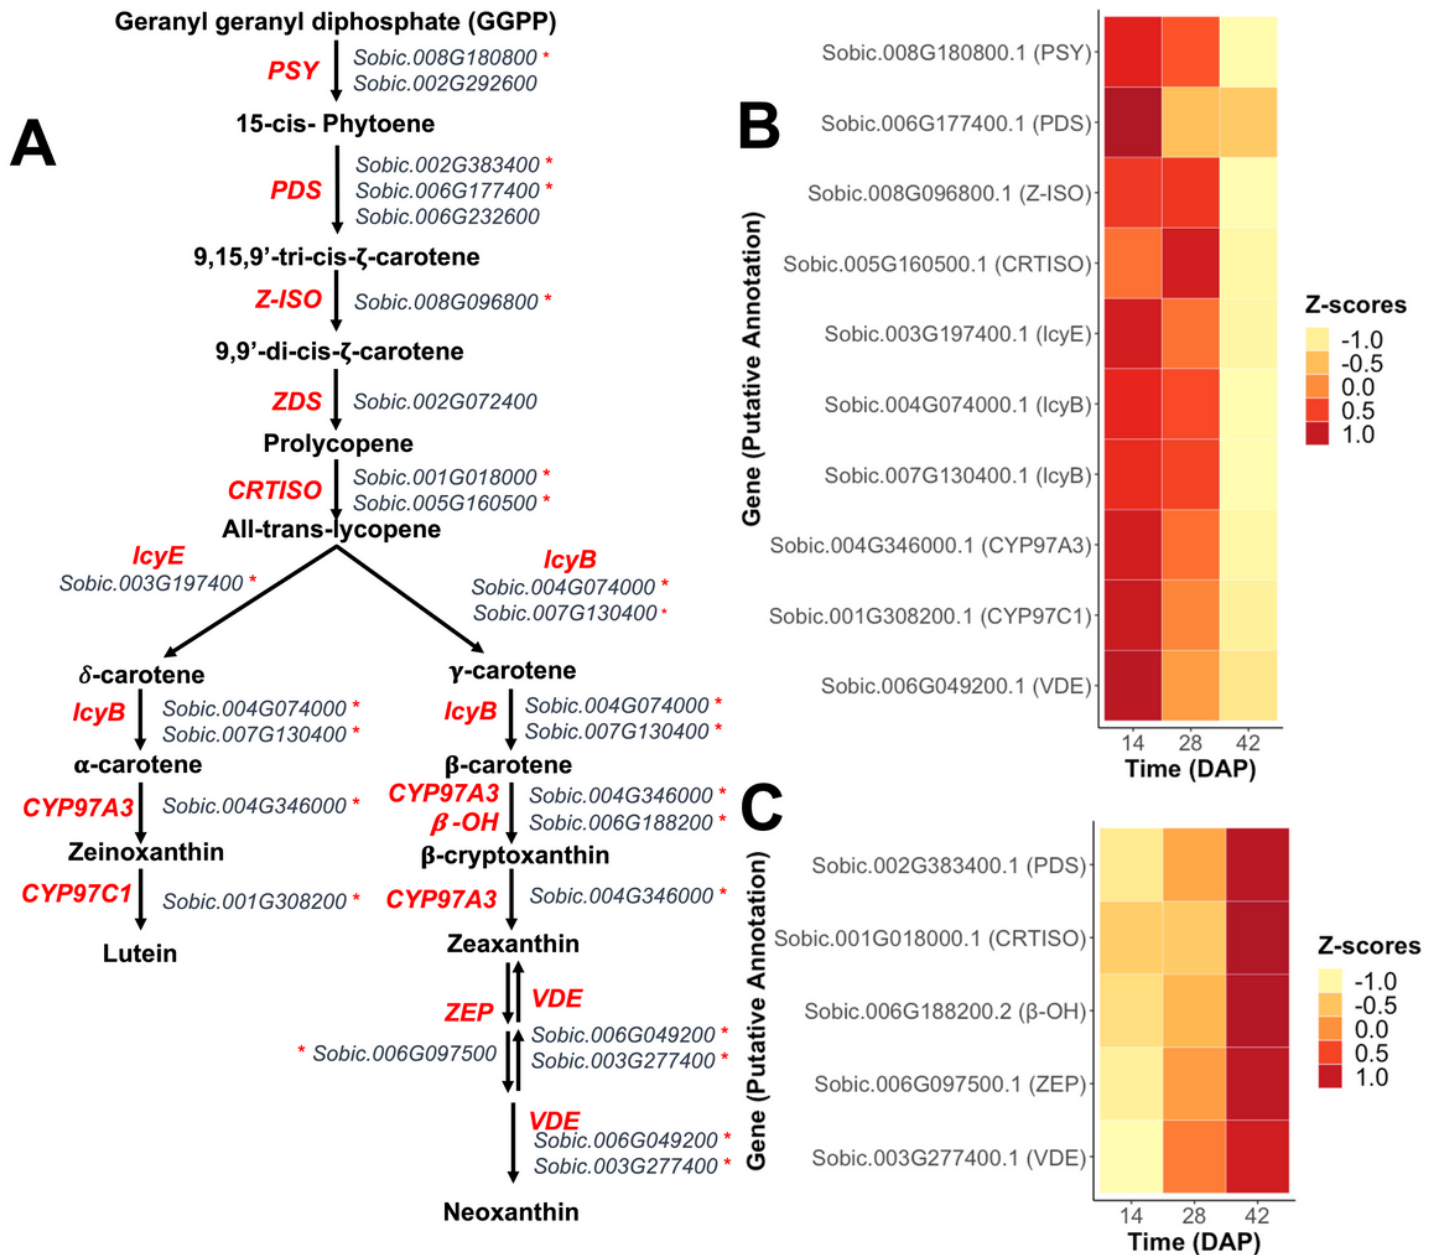 A
Geranyl geranyl diphosphate (GGPP)
PSY
Sobic.008G180800 *
Sobic.002G292600
15-cis- Phytoene
PDS
Sobic.002G383400 *
Sobic.006G177400 *
Sobic.006G232600
9,15,9’-tri-cis-ζ-carotene
Z-ISO
Sobic.008G096800 *
9,9’-di-cis-ζ-carotene
ZDS
Sobic.002G072400
Prolycopene
CRTISO
Sobic.001G018000 *
Sobic.005G160500 *
All-trans-lycopene
lcyE
Sobic.003G197400 *
lcyB
Sobic.004G074000 *
Sobic.007G130400 *
δ-carotene
lcyB
Sobic.004G074000 *
Sobic.007G130400 *
α-carotene
CYP97A3
Sobic.004G346000 *
Zeinoxanthin
CYP97C1
Sobic.001G308200 *
Lutein
γ-carotene
lcyB
Sobic.004G074000 *
Sobic.007G130400 *
β-carotene
CYP97A3
β -OH
Sobic.004G346000 *
Sobic.006G188200 *
β-cryptoxanthin
CYP97A3
Sobic.004G346000 *
Zeaxanthin
ZEP
VDE
* Sobic.006G097500
Sobic.006G049200 *
Sobic.003G277400 *
VDE
Sobic.006G049200 *
Sobic.003G277400 *
Neoxanthin
B
Gene (Putative Annotation)
Sobic.008G180800.1 (PSY)
Sobic.006G177400.1 (PDS)
Sobic.008G096800.1 (Z-ISO)
Sobic.005G160500.1 (CRTISO)
Sobic.003G197400.1 (lcyE)
Sobic.004G074000.1 (lcyB)
Sobic.007G130400.1 (lcyB)
Sobic.004G346000.1 (CYP97A3)
Sobic.001G308200.1 (CYP97C1)
Sobic.006G049200.1 (VDE)
14 28 42
Time (DAP)
Z-scores
-1.0
-0.5
0.0
0.5
1.0
C
Gene (Putative Annotation)
Sobic.002G383400.1 (PDS)
Sobic.001G018000.1 (CRTISO)
Sobic.006G188200.2 (β-OH)
Sobic.006G097500.1 (ZEP)
Sobic.003G277400.1 (VDE)
14 28 42
Time (DAP)
Z-scores
-1.0
-0.5
0.0
0.5
1.0